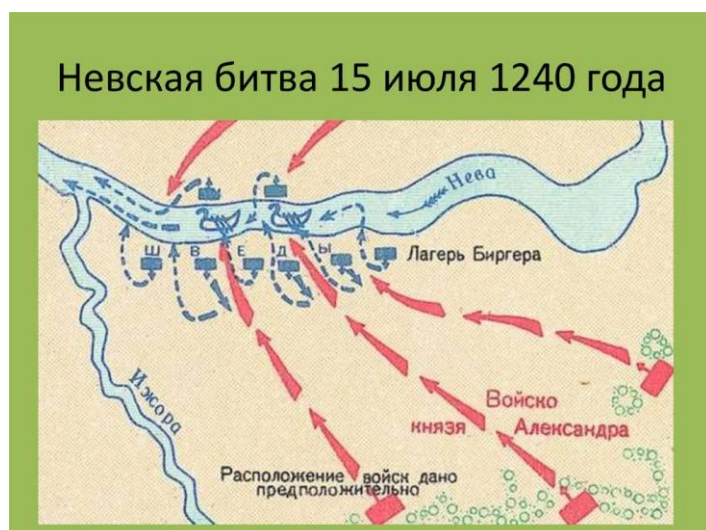 Невская битва 15 июля 1240 года
Нева
Ш В Е Д Ы
Лагерь Биргера
Ижора
Войско
князя Александра
Расположение войск дано
предположительно